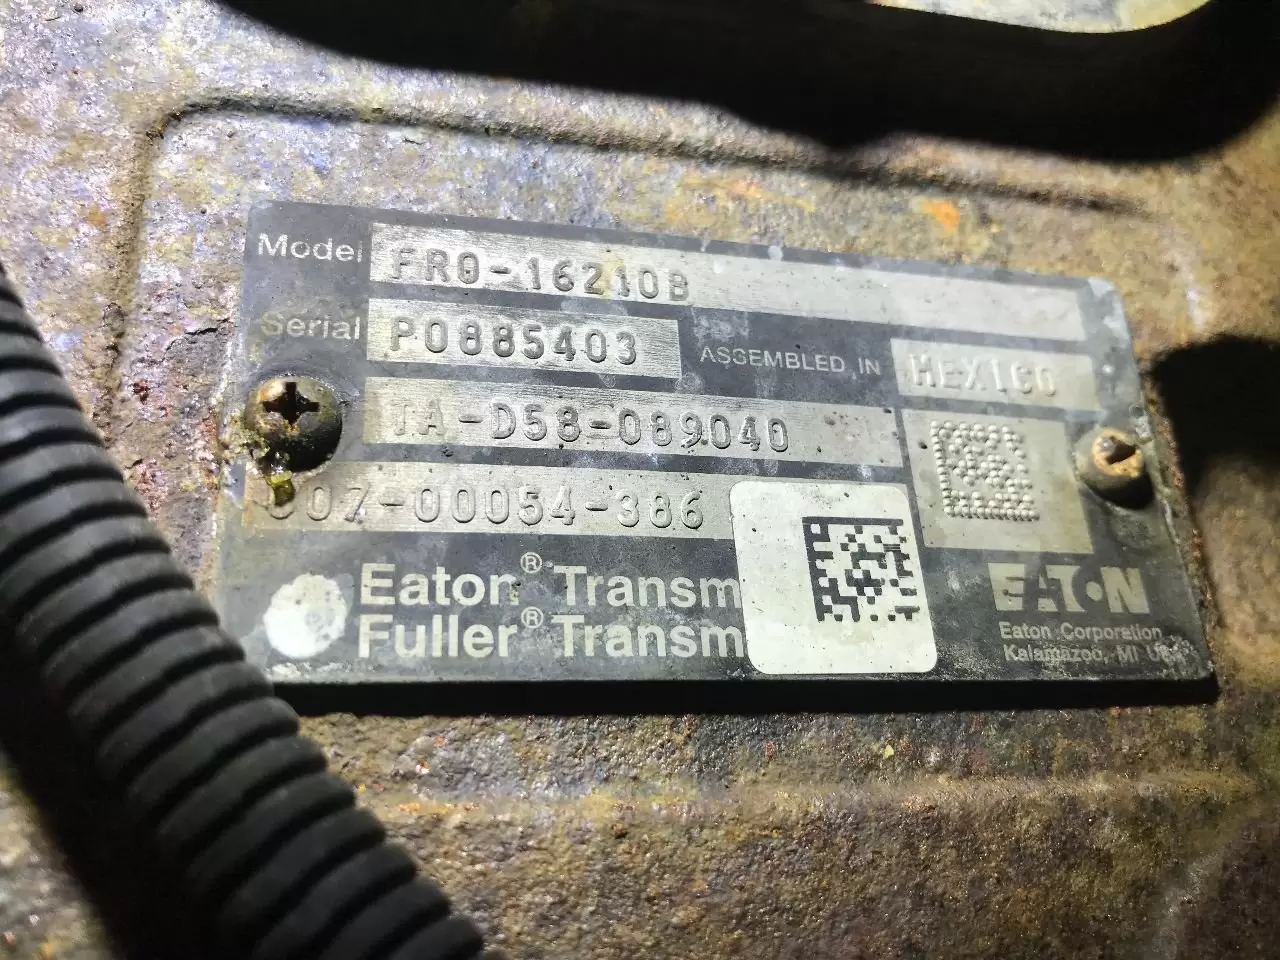 Model FRO-16210B
Serial P0885403
ASSEMBLED IN MEXICO
TA-D58-089040
007-00054-386
Eaton® Transm
Fuller® Transm
EATON
Eaton Corporation
Kalamazoo, MI